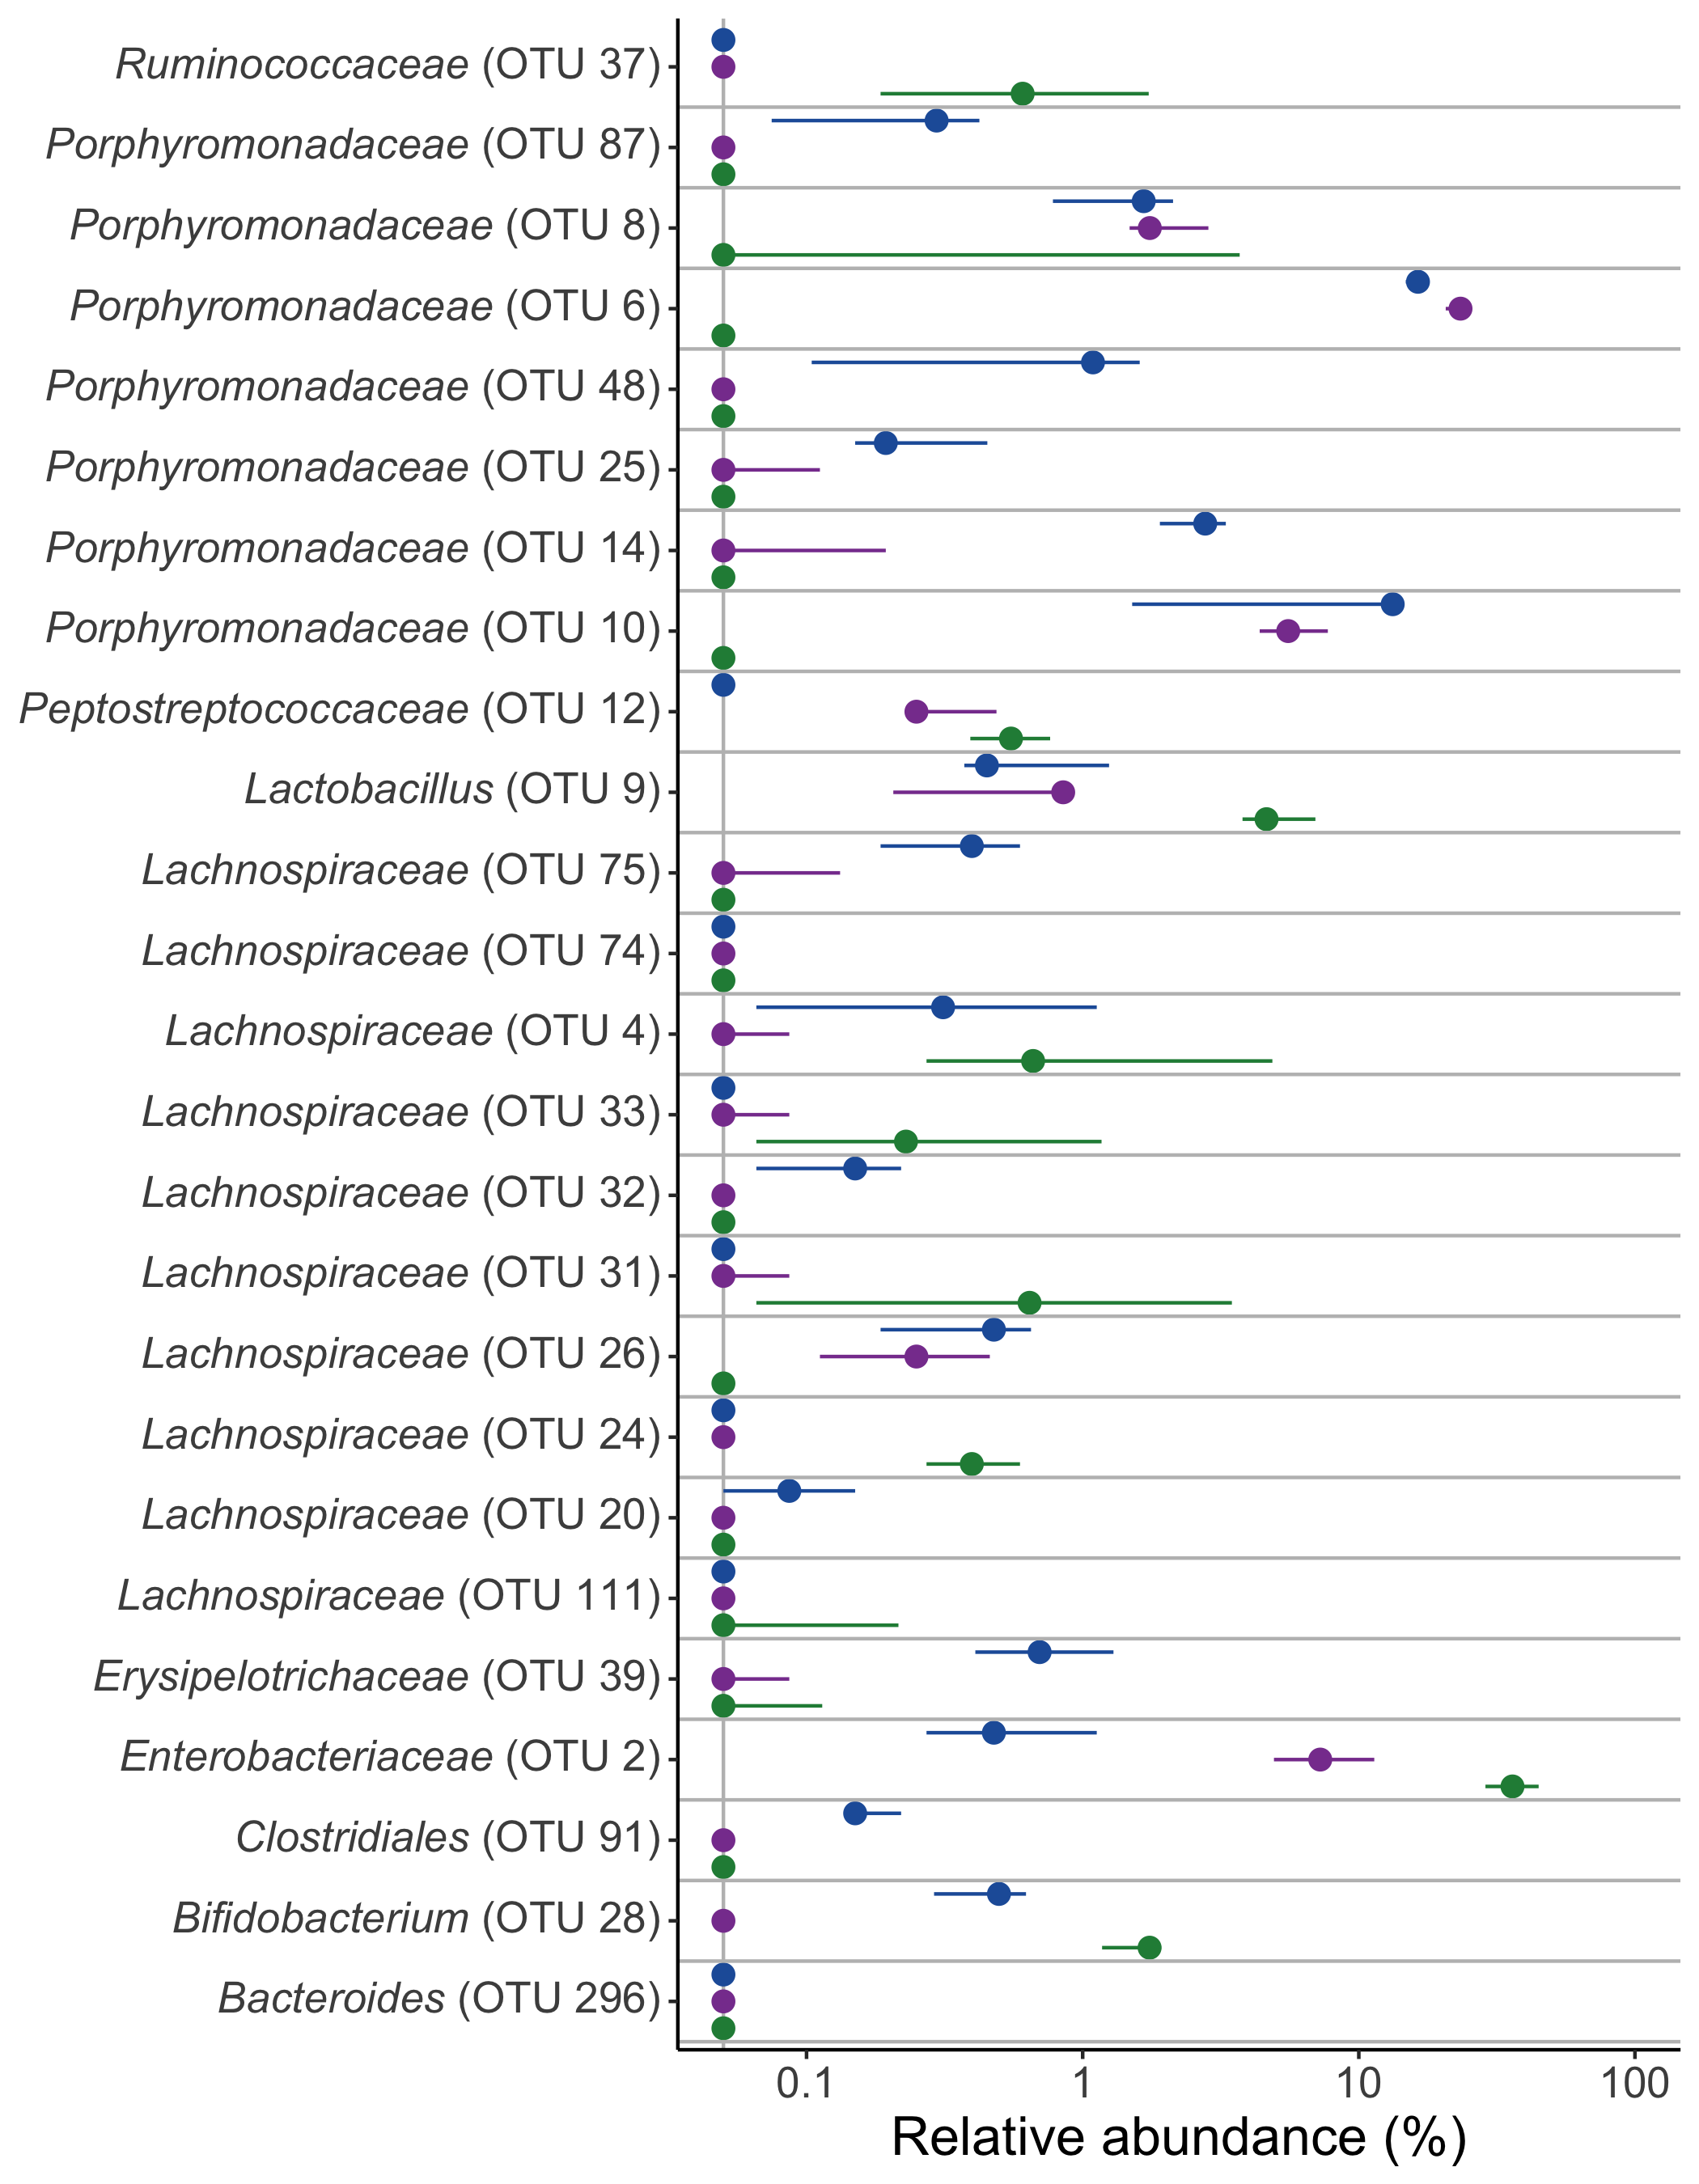 Ruminococcaceae (OTU 37)
Porphyromonadaceae (OTU 87)
Porphyromonadaceae (OTU 8)
Porphyromonadaceae (OTU 6)
Porphyromonadaceae (OTU 48)
Porphyromonadaceae (OTU 25)
Porphyromonadaceae (OTU 14)
Porphyromonadaceae (OTU 10)
Peptostreptococcaceae (OTU 12)
Lactobacillus (OTU 9)
Lachnospiraceae (OTU 75)
Lachnospiraceae (OTU 74)
Lachnospiraceae (OTU 4)
Lachnospiraceae (OTU 33)
Lachnospiraceae (OTU 32)
Lachnospiraceae (OTU 31)
Lachnospiraceae (OTU 26)
Lachnospiraceae (OTU 24)
Lachnospiraceae (OTU 20)
Lachnospiraceae (OTU 111)
Erysipelotrichaceae (OTU 39)
Enterobacteriaceae (OTU 2)
Clostridiales (OTU 91)
Bifidobacterium (OTU 28)
Bacteroides (OTU 296)
0.1 1 10 100
Relative abundance (%)